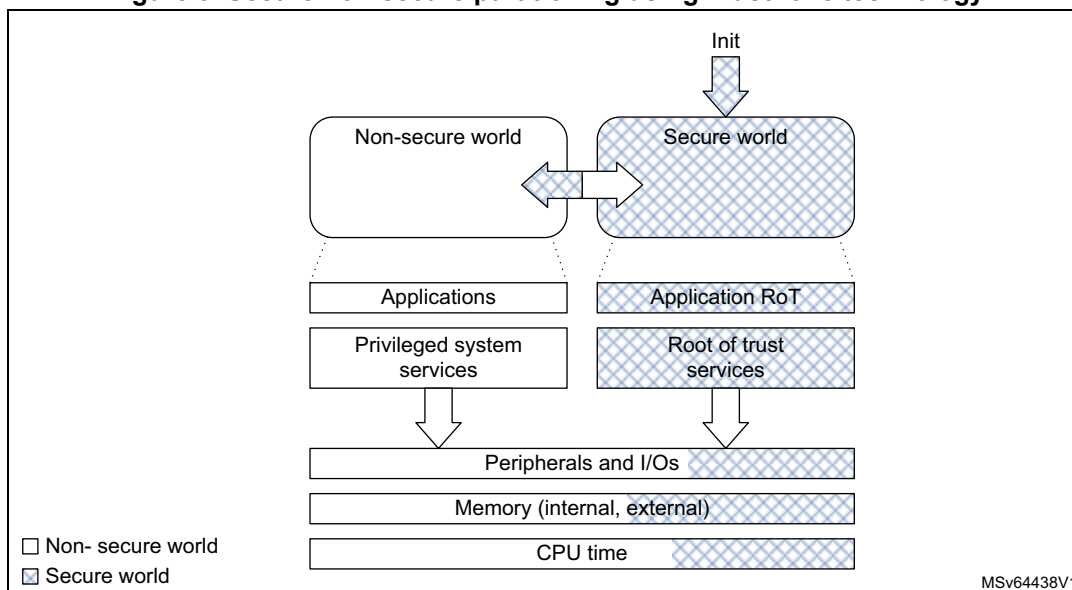 Init
Non-secure world
Secure world
Applications
Application RoT
Privileged system
services
Root of trust
services
Peripherals and I/Os
Memory (internal, external)
CPU time
Non- secure world
Secure world
MSv64438V1